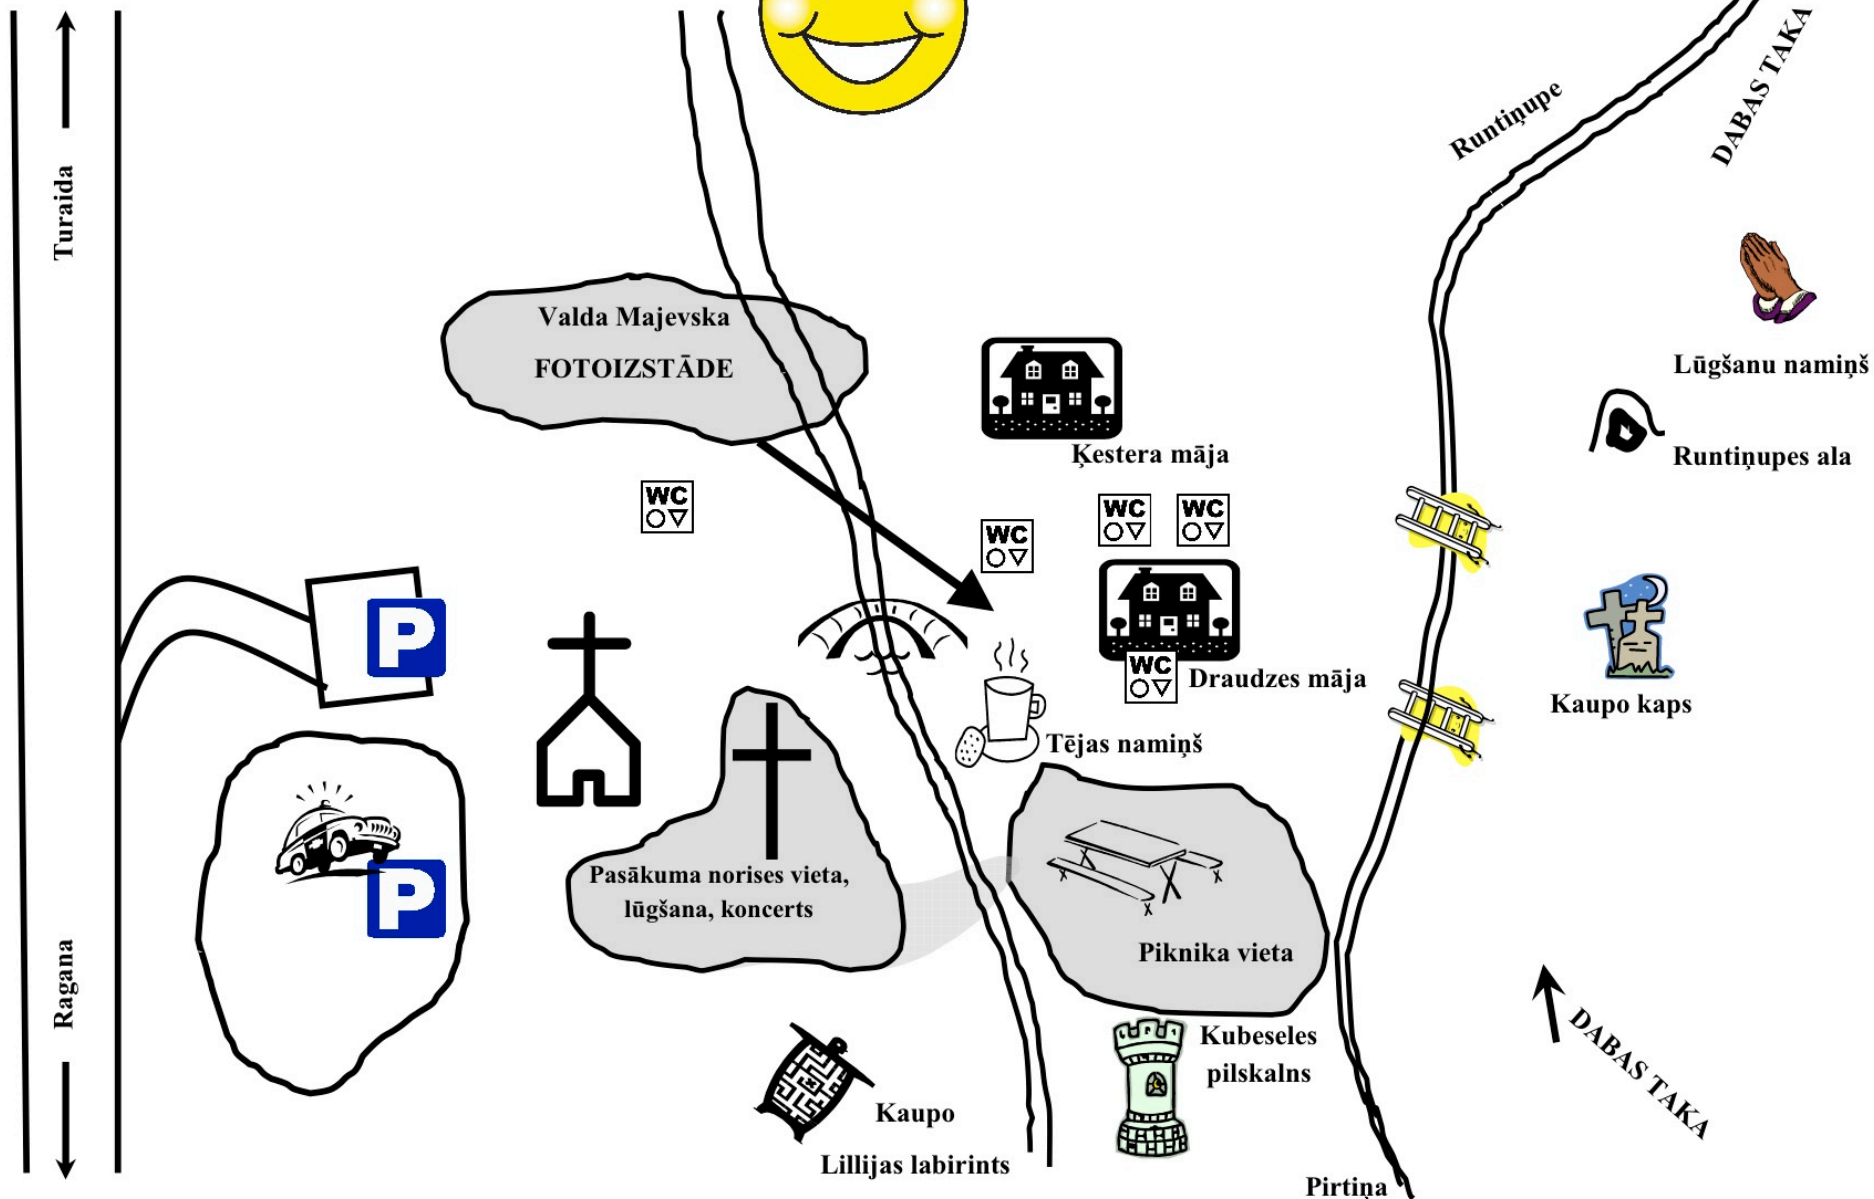 Turaida
Ragana
Runtiņupe
DABAS TAKA
Valda Majevska
FOTOIZSTĀDE
Lūgšanu namiņš
Ķestera māja
Runtiņupes ala
WC
WC
WC
WC
P
WC
Draudzes māja
Kaupo kaps
Tējas namiņš
P
Pasākuma norises vieta,
lūgšana, koncerts
Piknika vieta
Kubeseles
pilskalns
DABAS TAKA
Kaupo
Lillijas labirints
Pirtiņa